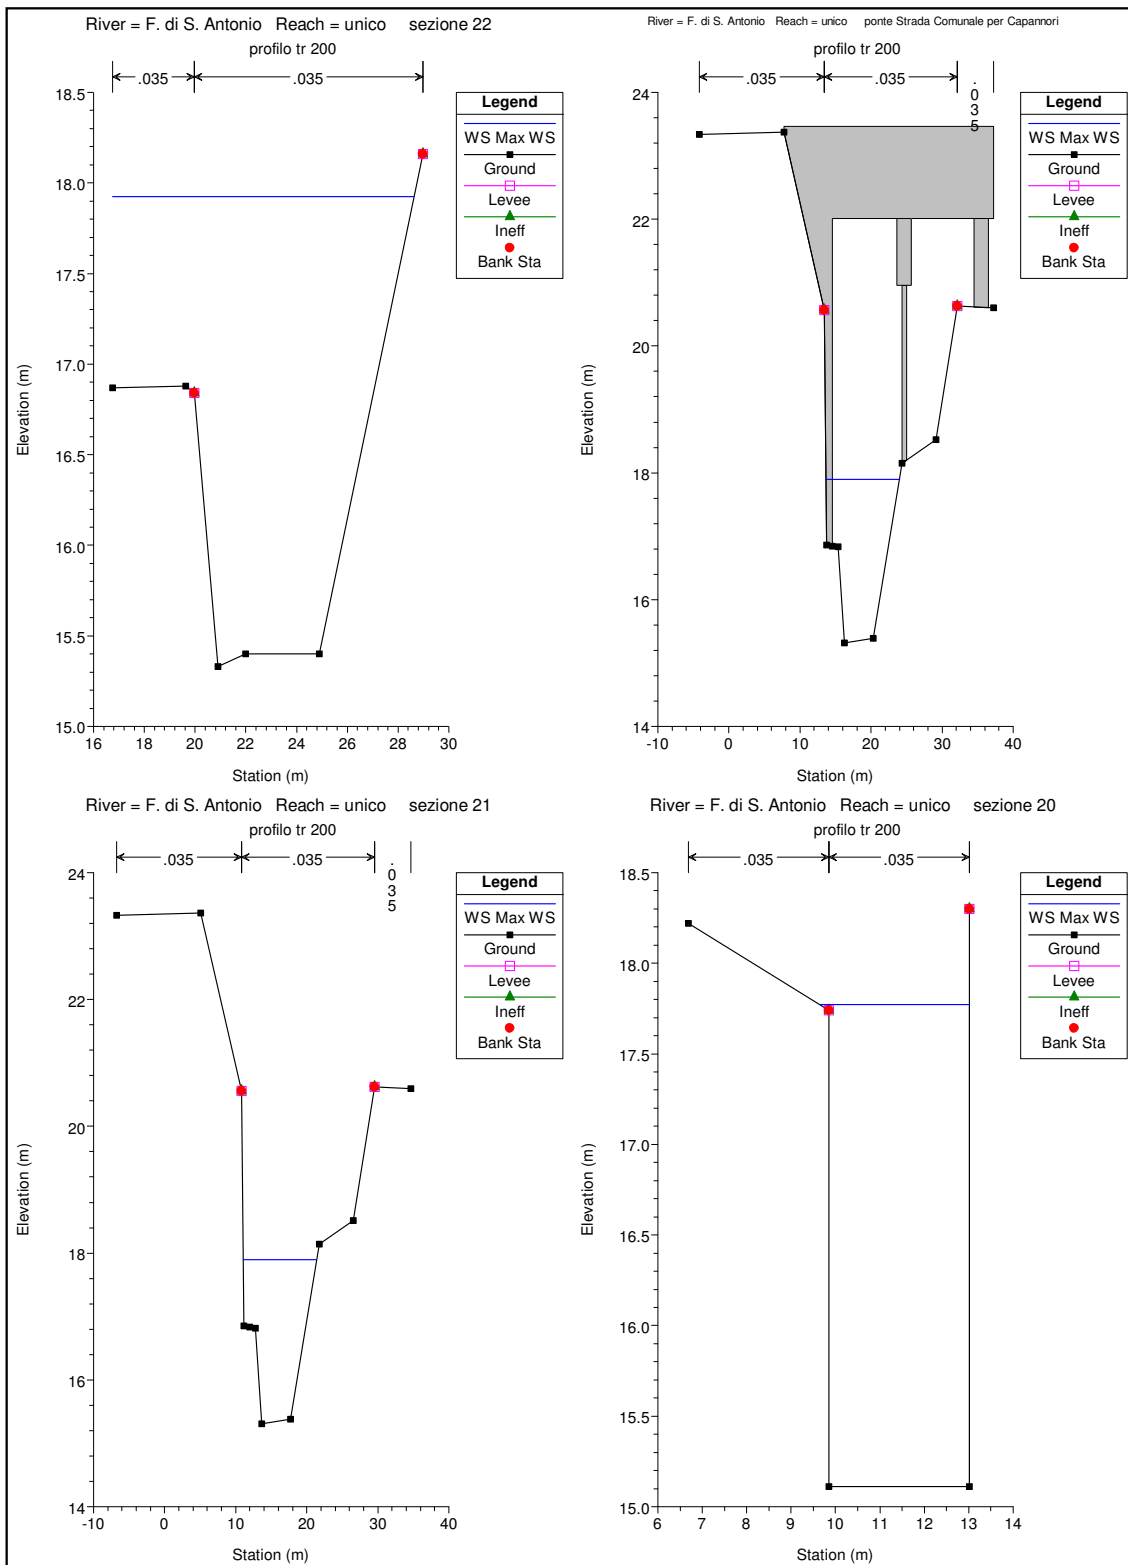 River = F. di S. Antonio Reach = unico sezione 22
profilo tr 200
.035 .035
18.5
18.0
17.5
17.0
16.5
16.0
15.5
15.0
16 18 20 22 24 26 28 30
Elevation (m)
Station (m)
Legend
WS Max WS
Ground
Levee
Ineff
Bank Sta
River = F. di S. Antonio Reach = unico ponte Strada Comunale per Capannori
profilo tr 200
.035 .035 .035
24
22
20
18
16
14
-10 0 10 20 30 40
Elevation (m)
Station (m)
Legend
WS Max WS
Ground
Levee
Ineff
Bank Sta
River = F. di S. Antonio Reach = unico sezione 21
profilo tr 200
.035 .035 .035
24
22
20
18
16
14
-10 0 10 20 30 40
Elevation (m)
Station (m)
Legend
WS Max WS
Ground
Levee
Ineff
Bank Sta
River = F. di S. Antonio Reach = unico sezione 20
profilo tr 200
.035 .035
18.5
18.0
17.5
17.0
16.5
16.0
15.5
15.0
6 7 8 9 10 11 12 13 14
Elevation (m)
Station (m)
Legend
WS Max WS
Ground
Levee
Ineff
Bank Sta